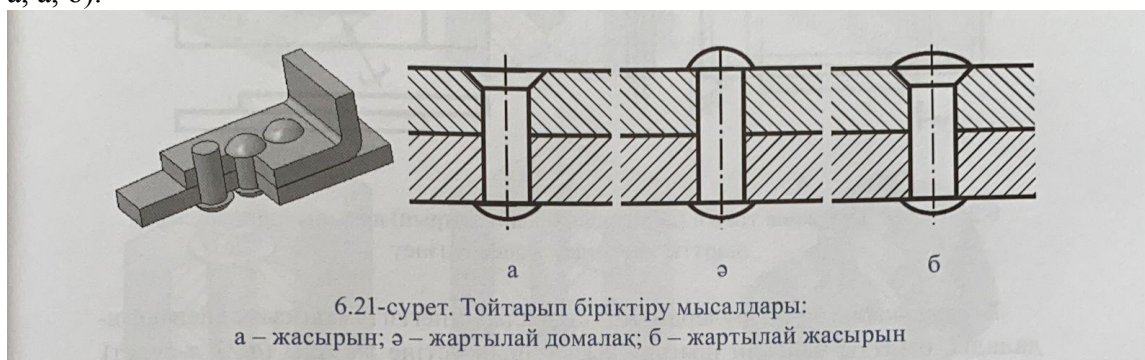 а, ә, б).
а
ә
б
6.21-сурет. Тойтарып біріктіру мысалдары:
а – жасырын; ә – жартылай домалақ; б – жартылай жасырын